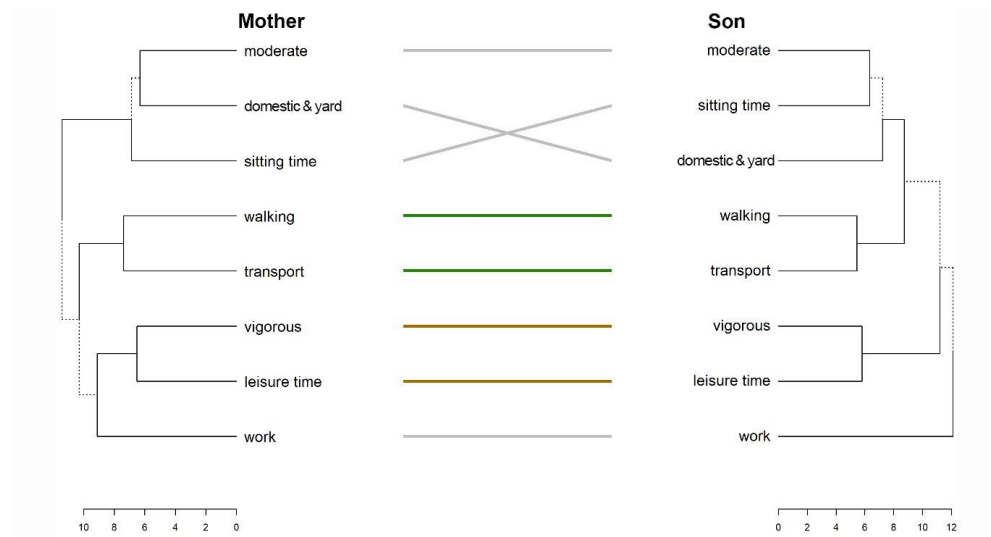 Mother Son
moderate moderate
domestic & yard sitting time
sitting time domestic & yard
walking walking
transport transport
vigorous vigorous
leisure time leisure time
work work
10 8 6 4 2 0 0 2 4 6 8 10 12